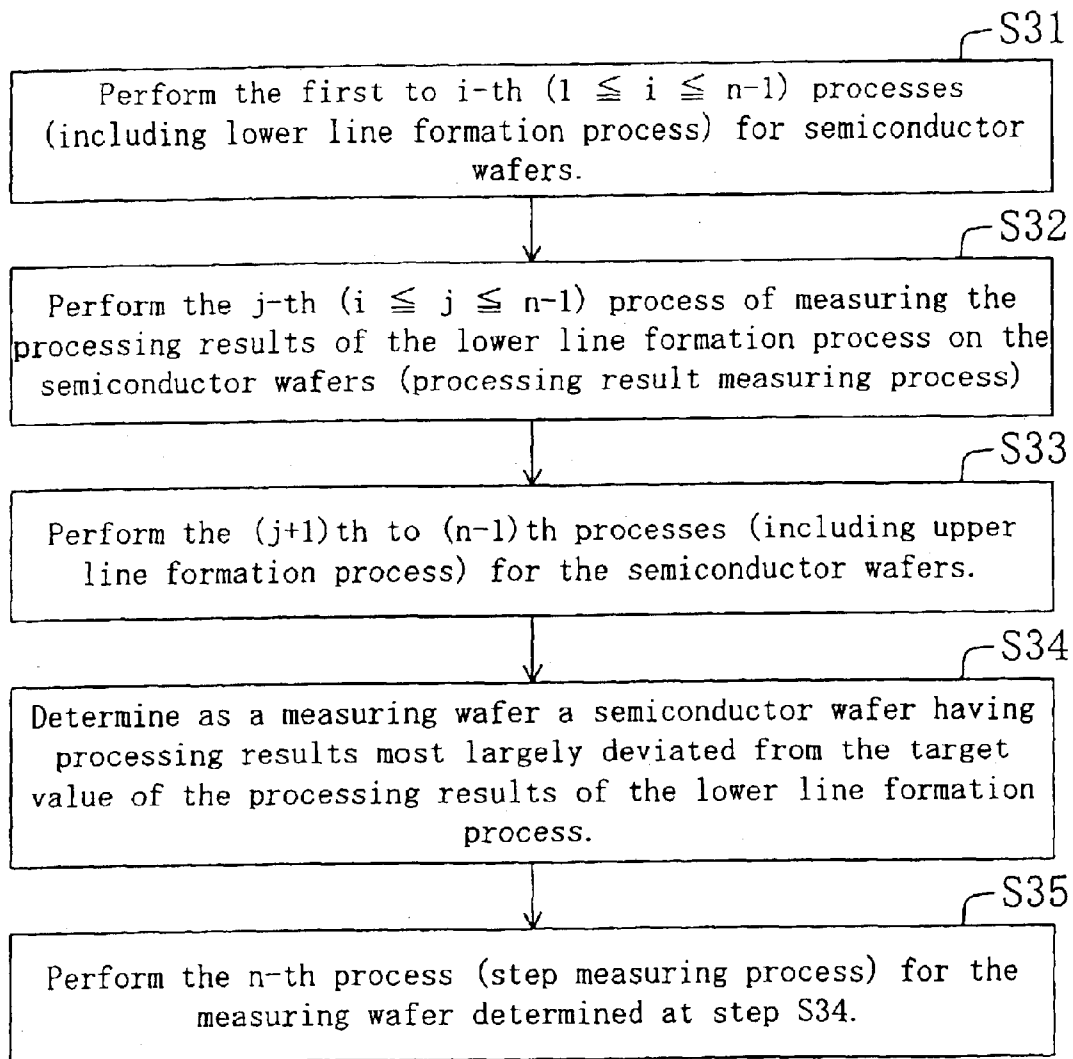 S31
Perform the first to i-th (1 ≦ i ≦ n-1) processes
(including lower line formation process) for semiconductor
wafers.
S32
Perform the j-th (i ≦ j ≦ n-1) process of measuring the
processing results of the lower line formation process on the
semiconductor wafers (processing result measuring process)
S33
Perform the (j+1)th to (n-1)th processes (including upper
line formation process) for the semiconductor wafers.
S34
Determine as a measuring wafer a semiconductor wafer having
processing results most largely deviated from the target
value of the processing results of the lower line formation
process.
S35
Perform the n-th process (step measuring process) for the
measuring wafer determined at step S34.